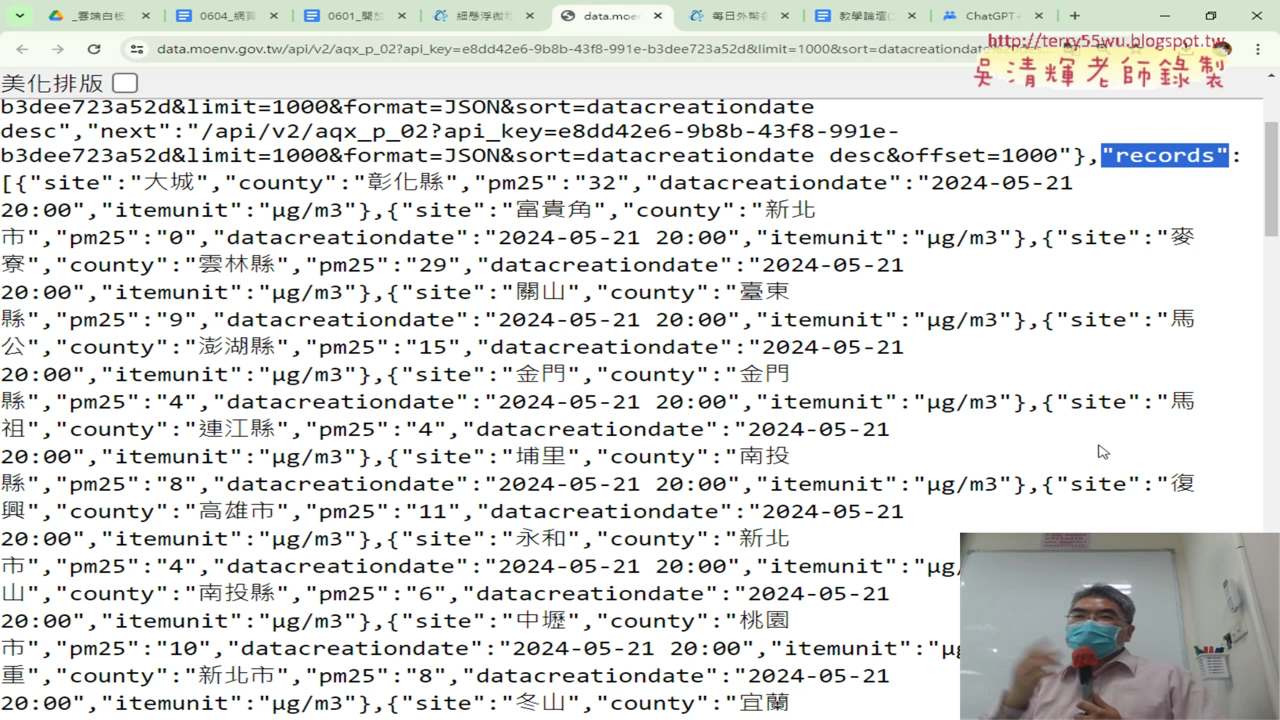 _雲端白板
0604_網頁
0601_開放
細懸浮微粒
data.moen
每日外幣
教學論壇(2
ChatGPT
data.moenv.gov.tw/api/v2/aqx_p_02?api_key=e8dd42e6-9b8b-43f8-991e-b3dee723a52d&limit=1000&sort=datacreationdate
http://terry55wu.blogspot.tw
吳清輝老師錄製
美化排版
b3dee723a52d&limit=1000&format=JSON&sort=datacreationdate
desc","next":"/api/v2/aqx_p_02?api_key=e8dd42e6-9b8b-43f8-991e-
b3dee723a52d&limit=1000&format=JSON&sort=datacreationdate desc&offset=1000"},"records":
[{"site":"大城","county":"彰化縣","pm25":"32","datacreationdate":"2024-05-21
20:00","itemunit":"μg/m3"},{"site":"富貴角","county":"新北
市","pm25":"0","datacreationdate":"2024-05-21 20:00","itemunit":"μg/m3"},{"site":"麥
寮","county":"雲林縣","pm25":"29","datacreationdate":"2024-05-21
20:00","itemunit":"μg/m3"},{"site":"關山","county":"臺東
縣","pm25":"9","datacreationdate":"2024-05-21 20:00","itemunit":"μg/m3"},{"site":"馬
公","county":"澎湖縣","pm25":"15","datacreationdate":"2024-05-21
20:00","itemunit":"μg/m3"},{"site":"金門","county":"金門
縣","pm25":"4","datacreationdate":"2024-05-21 20:00","itemunit":"μg/m3"},{"site":"馬
祖","county":"連江縣","pm25":"4","datacreationdate":"2024-05-21
20:00","itemunit":"μg/m3"},{"site":"埔里","county":"南投
縣","pm25":"8","datacreationdate":"2024-05-21 20:00","itemunit":"μg/m3"},{"site":"復
興","county":"高雄市","pm25":"11","datacreationdate":"2024-05-21
20:00","itemunit":"μg/m3"},{"site":"永和","county":"新北
市","pm25":"4","datacreationdate":"2024-05-21 20:00","itemunit":"μg/
山","county":"南投縣","pm25":"6","datacreationdate":"2024-05-21
20:00","itemunit":"μg/m3"},{"site":"中壢","county":"桃園
市","pm25":"10","datacreationdate":"2024-05-21 20:00","itemunit":"μg
重","county":"新北市","pm25":"8","datacreationdate":"2024-05-21
20:00","itemunit":"μg/m3"},{"site":"冬山","county":"宜蘭